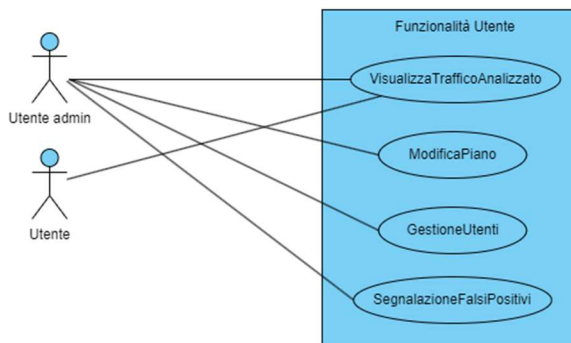 Funzionalità Utente
VisualizzaTrafficoAnalizzato
Utente admin
ModificaPiano
Utente
GestioneUtenti
SegnalazioneFalsiPositivi